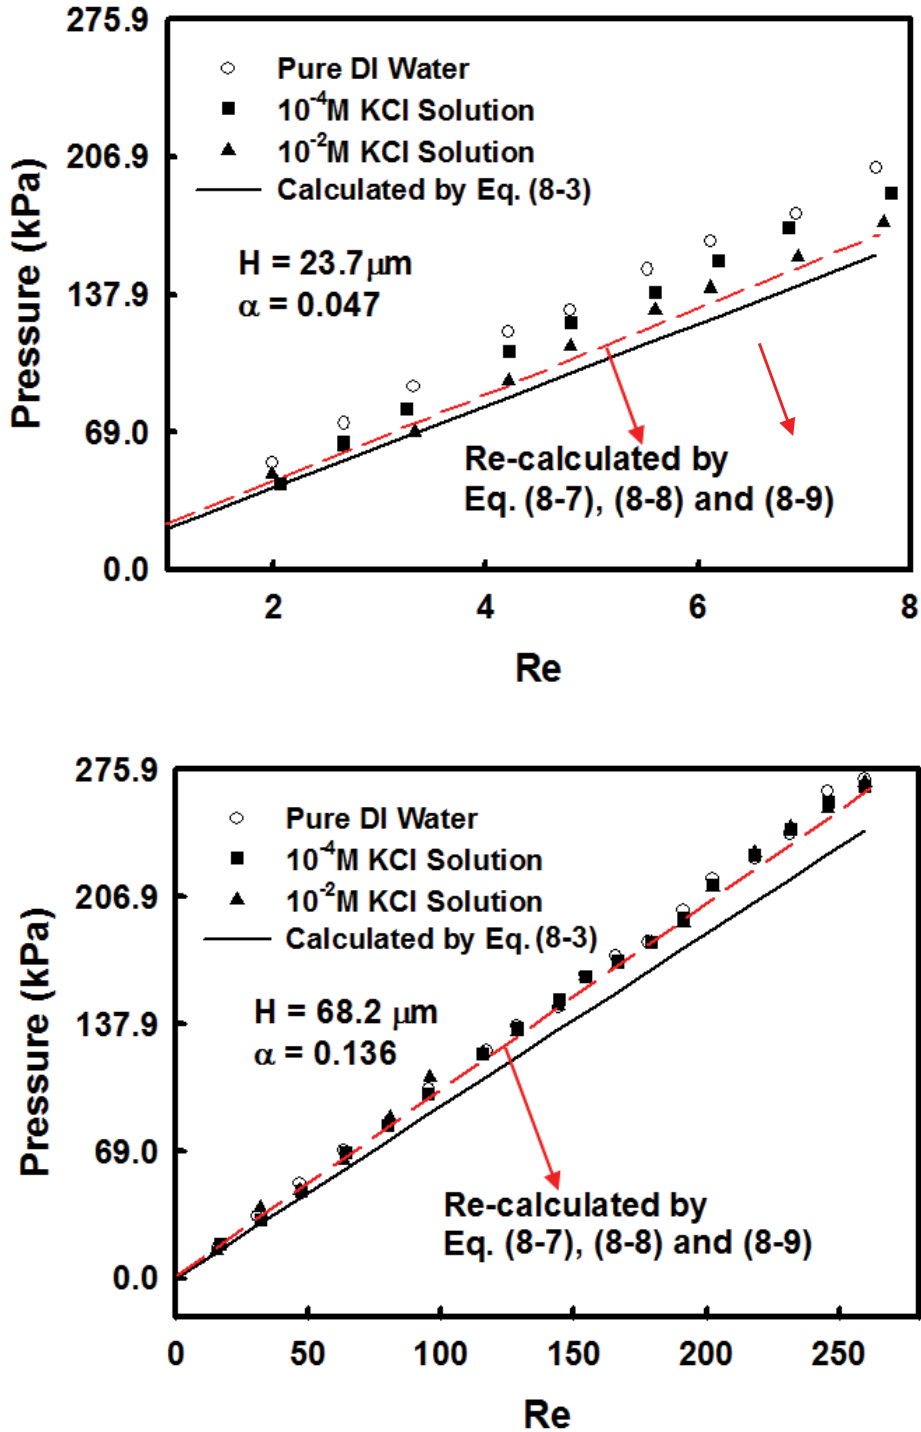 275.9
206.9
137.9
69.0
0.0
Pressure (kPa)
Pure DI Water
10⁻⁴M KCl Solution
10⁻²M KCl Solution
Calculated by Eq. (8-3)
H = 23.7μm
α = 0.047
Re-calculated by
Eq. (8-7), (8-8) and (8-9)
2 4 6 8
Re
275.9
206.9
137.9
69.0
0.0
Pressure (kPa)
Pure DI Water
10⁻⁴M KCl Solution
10⁻²M KCl Solution
Calculated by Eq. (8-3)
H = 68.2 μm
α = 0.136
Re-calculated by
Eq. (8-7), (8-8) and (8-9)
0 50 100 150 200 250
Re